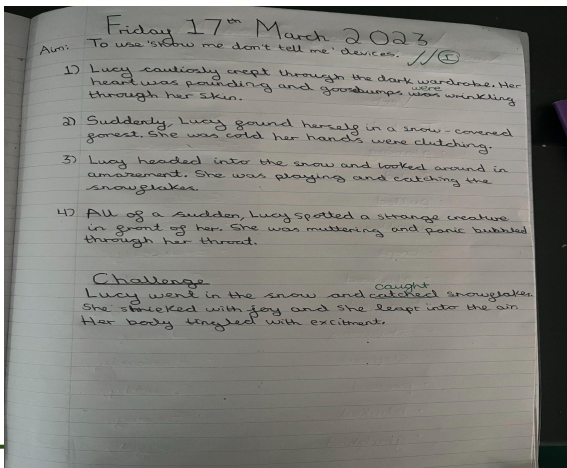 Friday 17th March 2023
Aim: To use 'show me don't tell me' devices. // I
1) Lucy cautiosly crept through the dark wardrobe. Her
heart was pounding and goosbumps were was wrinkling
through her skin.
2) Suddenly, Lucy found herself in a snow-covered
forest. She was cold her hands were clutching.
3) Lucy headed into the snow and looked around in
amazement. She was playing and catching the
snowflakes.
4) All of a sudden, Lucy spotted a strange creature
in front of her. She was muttering and panic bubbled
through her throat.
Challenge
Lucy went in the snow and caught catched snowflakes.
She shrieked with joy and she leapt into the air.
Her body tingled with excitment.